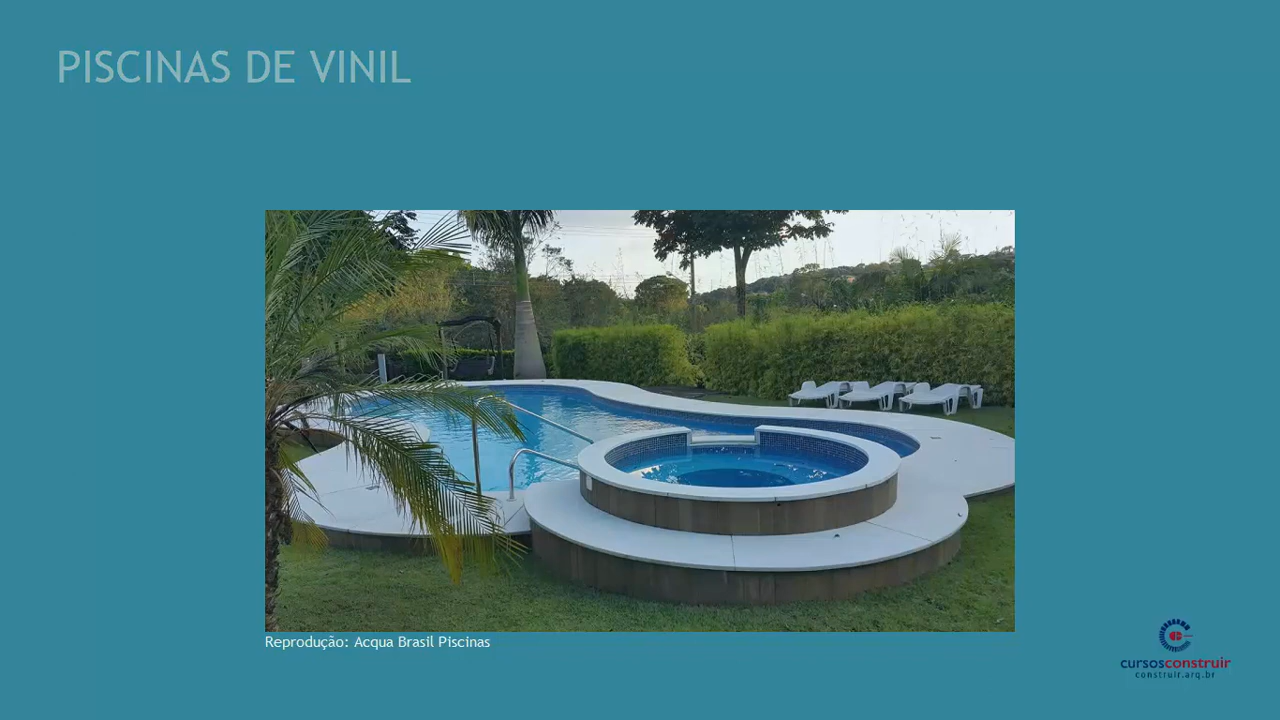 PISCINAS DE VINIL
Reprodução: Acqua Brasil Piscinas
cursosconstruir
construir.arq.br